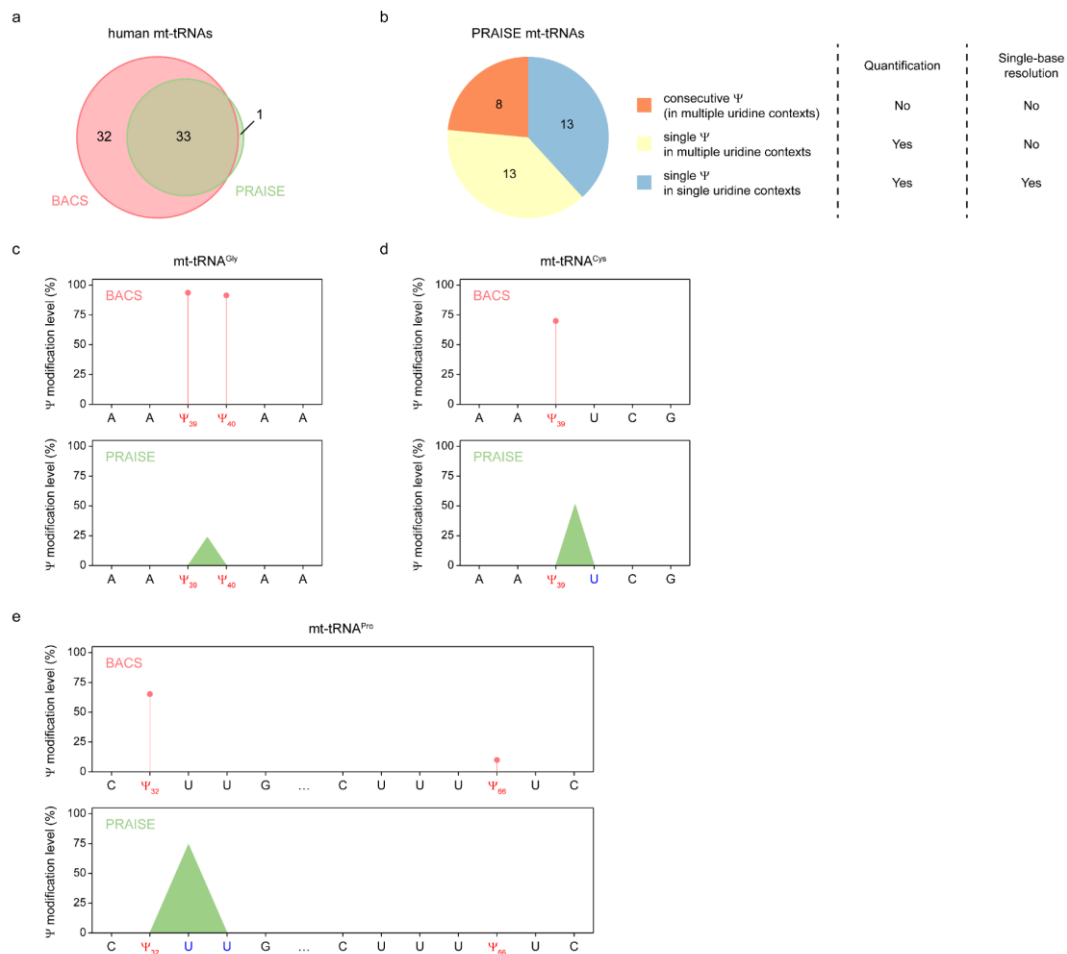 a
human mt-tRNAs
32
33
1
BACS
PRAISE
b
PRAISE mt-tRNAs
8
13
13
consecutive Ψ
(in multiple uridine contexts)
single Ψ
in multiple uridine contexts
single Ψ
in single uridine contexts
Quantification
Single-base
resolution
No
No
Yes
No
Yes
Yes
c
mt-tRNAGly
Ψ modification level (%)
100
75
50
25
0
BACS
A A Ψ39 Ψ40 A A
Ψ modification level (%)
100
75
50
25
0
PRAISE
A A Ψ39 Ψ40 A A
d
mt-tRNACys
Ψ modification level (%)
100
75
50
25
0
BACS
A A Ψ39 U C G
Ψ modification level (%)
100
75
50
25
0
PRAISE
A A Ψ39 U C G
e
mt-tRNAPro
Ψ modification level (%)
100
75
50
25
0
BACS
C Ψ32 U U G ... C U U U Ψ66 U C
Ψ modification level (%)
100
75
50
25
0
PRAISE
C Ψ32 U U G ... C U U U Ψ66 U C